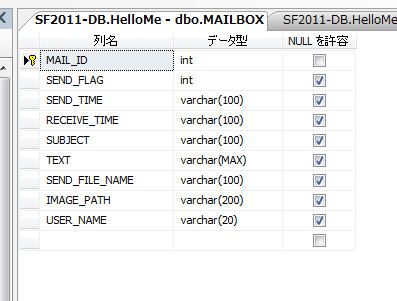 SF2011-DB.HelloMe - dbo.MAILBOX SF2011-DB.HelloMe
列名 データ型 NULL を許容
MAIL_ID int
SEND_FLAG int
SEND_TIME varchar(100)
RECEIVE_TIME varchar(100)
SUBJECT varchar(100)
TEXT varchar(MAX)
SEND_FILE_NAME varchar(100)
IMAGE_PATH varchar(200)
USER_NAME varchar(20)